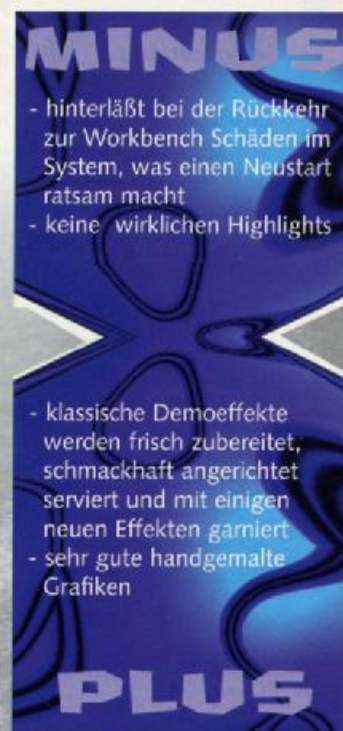 MINUS
- hinterläßt bei der Rückkehr
zur Workbench Schäden im
System, was einen Neustart
ratsam macht
- keine wirklichen Highlights
- klassische Demoeffekte
werden frisch zubereitet,
schmackhaft angerichtet
serviert und mit einigen
neuen Effekten garniert
- sehr gute handgemalte
Grafiken
PLUS